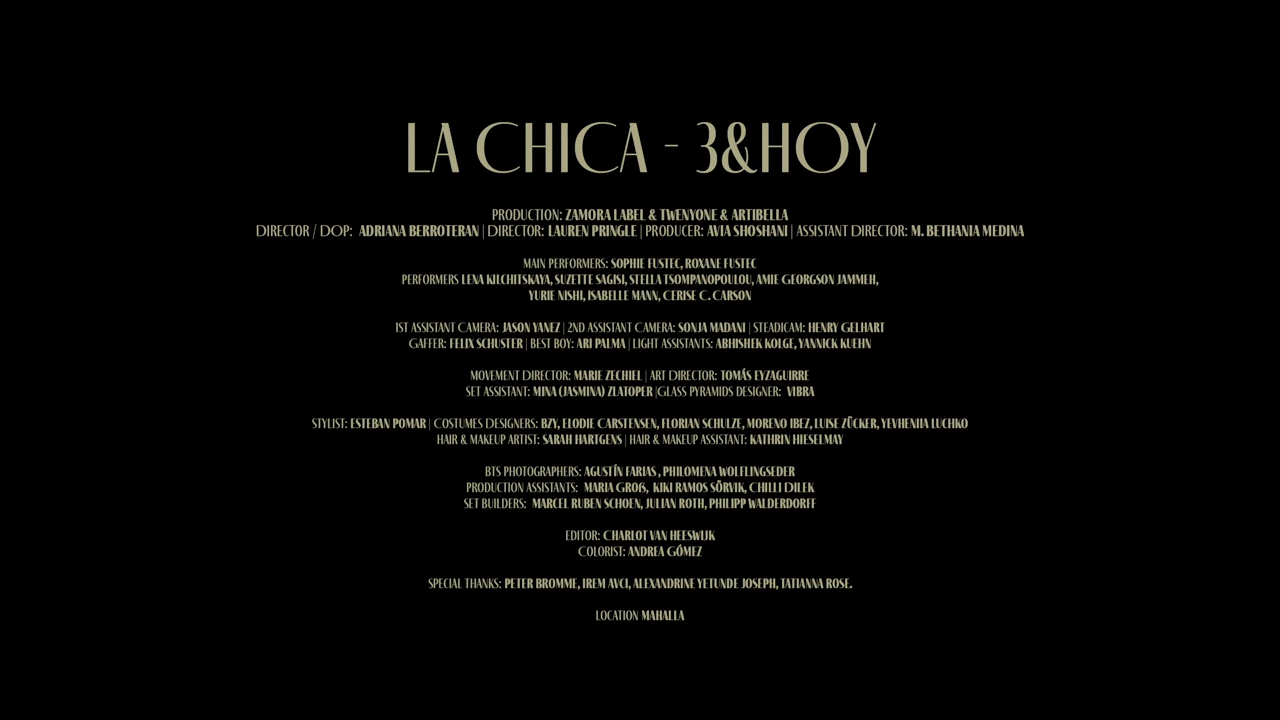 LA CHICA - 3&HOY
PRODUCTION: ZAMORA LABEL & TWENYONE & ARTIBELLA
DIRECTOR / DOP: ADRIANA BERROTERAN | DIRECTOR: LAUREN PRINGLE | PRODUCER: AVIA SHOSHANI | ASSISTANT DIRECTOR: M. BETHANIA MEDINA
MAIN PERFORMERS: SOPHIE FUSTEC, ROXANE FUSTEC
PERFORMERS LENA KILCHITSKAYA, SUZETTE SAGISI, STELLA TSOMPANOPOULOU, AMIE GEORGSON JAMMEH,
YURIE NISHI, ISABELLE MANN, CERISE C. CARSON
1ST ASSISTANT CAMERA: JASON YANEZ | 2ND ASSISTANT CAMERA: SONJA MADANI | STEADICAM: HENRY GELHART
GAFFER: FELIX SCHUSTER | BEST BOY: ARI PALMA | LIGHT ASSISTANTS: ABHISHEK KOLGE, YANNICK KUEHN
MOVEMENT DIRECTOR: MARIE ZECHIEL | ART DIRECTOR: TOMÁS EYZAGUIRRE
SET ASSISTANT: MINA (JASMINA) ZLATOPER |GLASS PYRAMIDS DESIGNER: VIBRA
STYLIST: ESTEBAN POMAR | COSTUMES DESIGNERS: BZY, ELODIE CARSTENSEN, FLORIAN SCHULZE, MORENO IBEZ, LUISE ZÜCKER, YEVHENIIA LUCHKO
HAIR & MAKEUP ARTIST: SARAH HARTGENS | HAIR & MAKEUP ASSISTANT: KATHRIN HIESELMAY
BTS PHOTOGRAPHERS: AGUSTÍN FARIAS , PHILOMENA WOLFLINGSEDER
PRODUCTION ASSISTANTS: MARIA GROß, KIKI RAMOS SÖRVIK, CHILLI DILEK
SET BUILDERS: MARCEL RUBEN SCHOEN, JULIAN ROTH, PHILIPP WALDERDORFF
EDITOR: CHARLOT VAN HEESWIJK
COLORIST: ANDREA GÓMEZ
SPECIAL THANKS: PETER BROMME, IREM AVCI, ALEXANDRINE YETUNDE JOSEPH, TATIANNA ROSE.
LOCATION MAHALLA